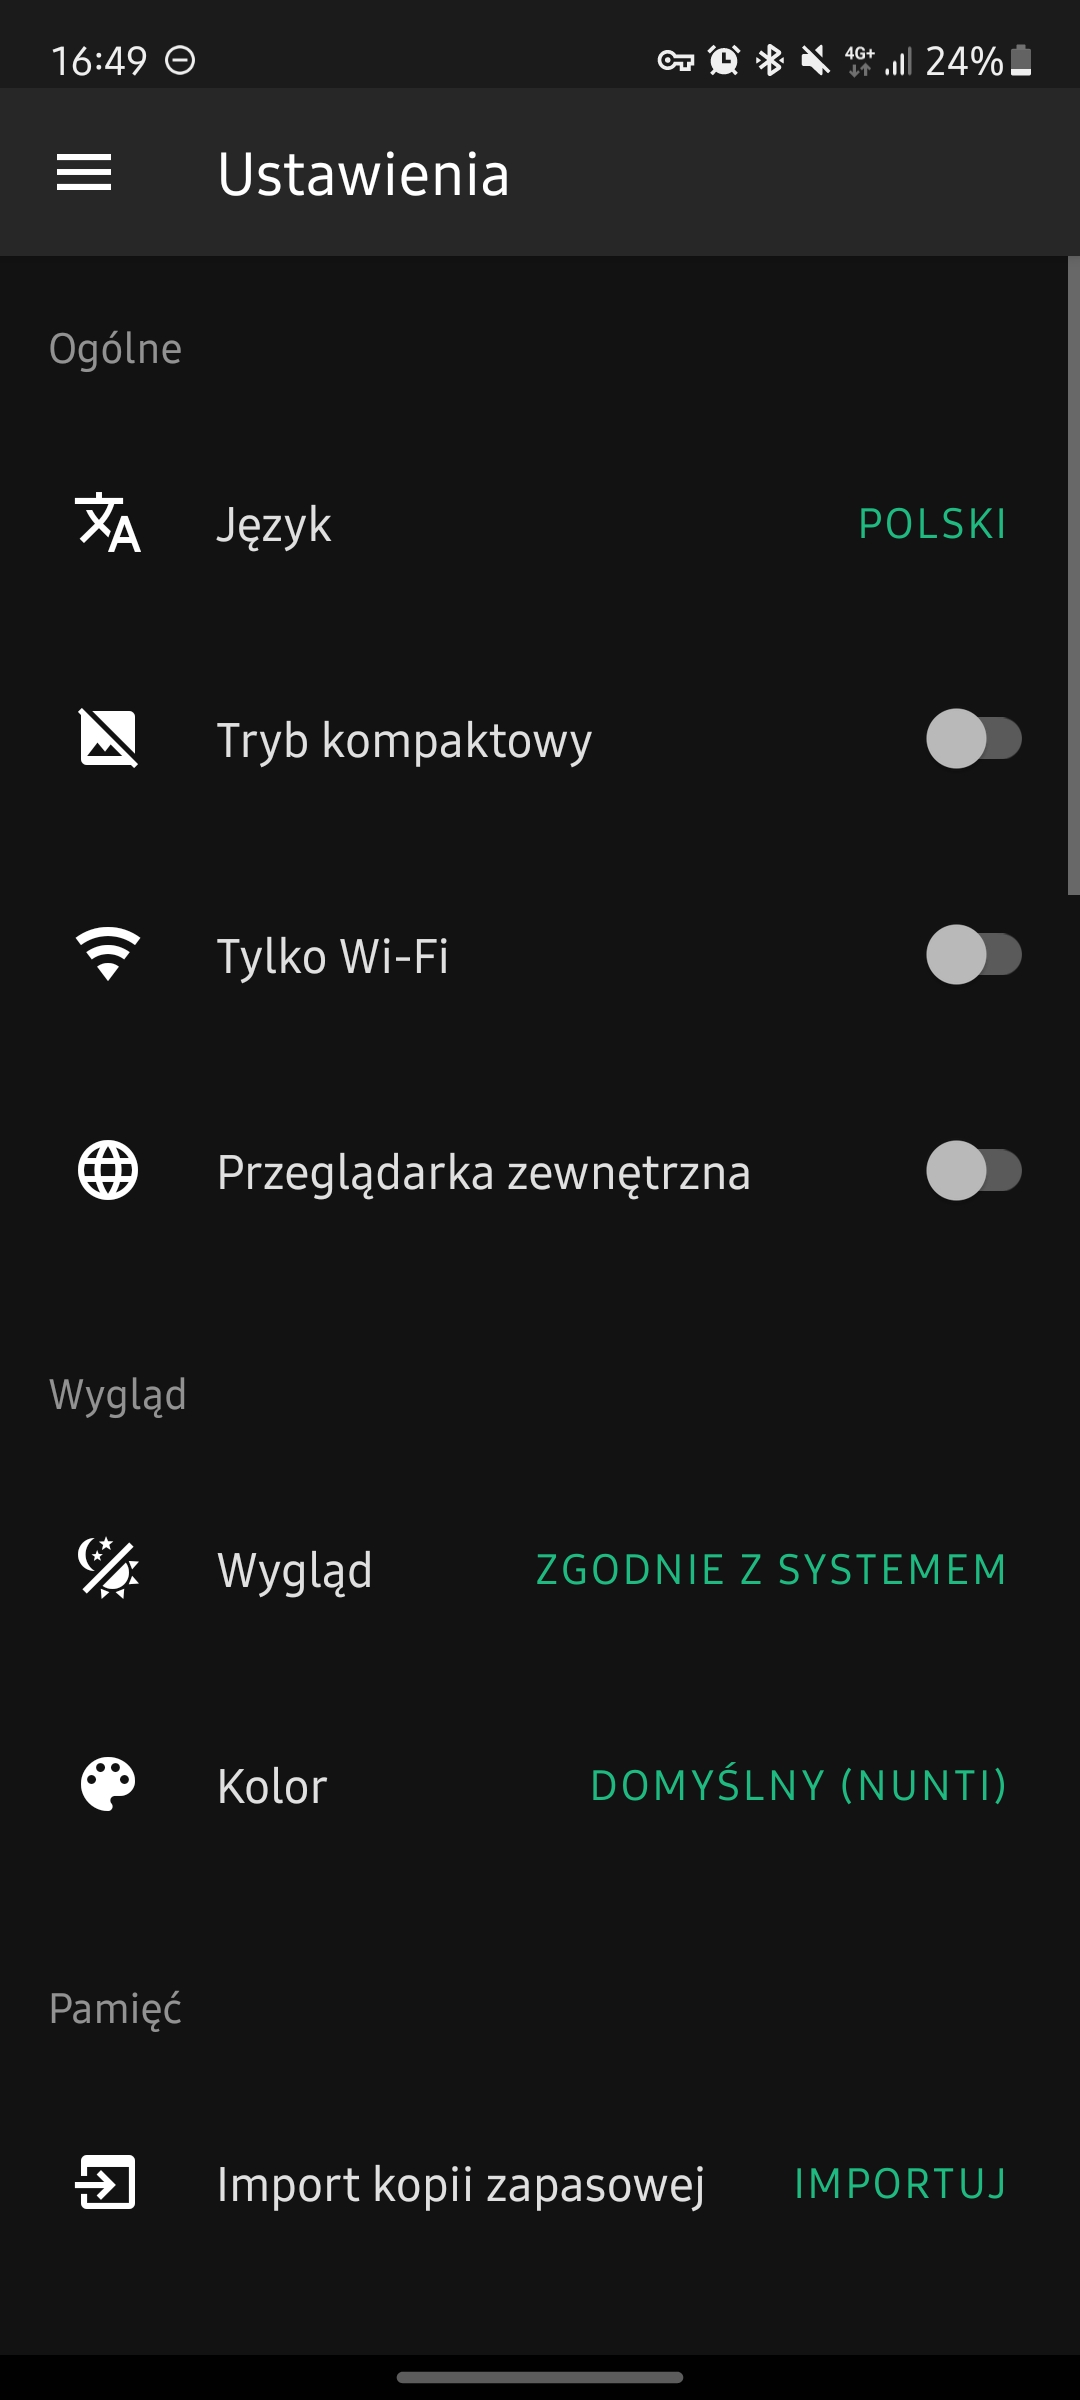 16:49 4G+ 24%
Ustawienia
Ogólne
Język POLSKI
Tryb kompaktowy
Tylko Wi-Fi
Przeglądarka zewnętrzna
Wygląd
Wygląd ZGODNIE Z SYSTEMEM
Kolor DOMYŚLNY (NUNTI)
Pamięć
Import kopii zapasowej IMPORTUJ